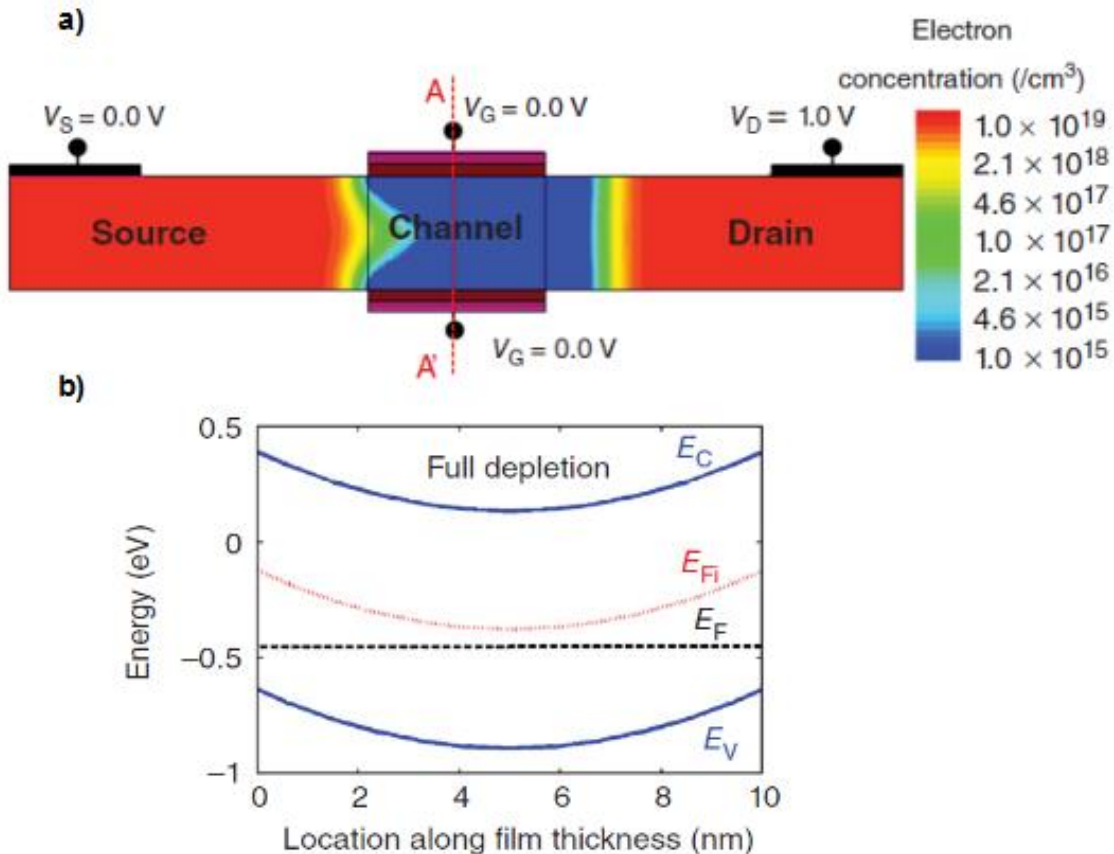 a)
Electron
concentration (/cm³)
A
V_S = 0.0 V
V_G = 0.0 V
V_D = 1.0 V
1.0 × 10¹⁹
2.1 × 10¹⁸
4.6 × 10¹⁷
1.0 × 10¹⁷
2.1 × 10¹⁶
4.6 × 10¹⁵
1.0 × 10¹⁵
Source
Channel
Drain
A'
V_G = 0.0 V
b)
0.5
0
−0.5
−1
Energy (eV)
Full depletion
E_C
E_Fi
E_F
E_V
0 2 4 6 8 10
Location along film thickness (nm)